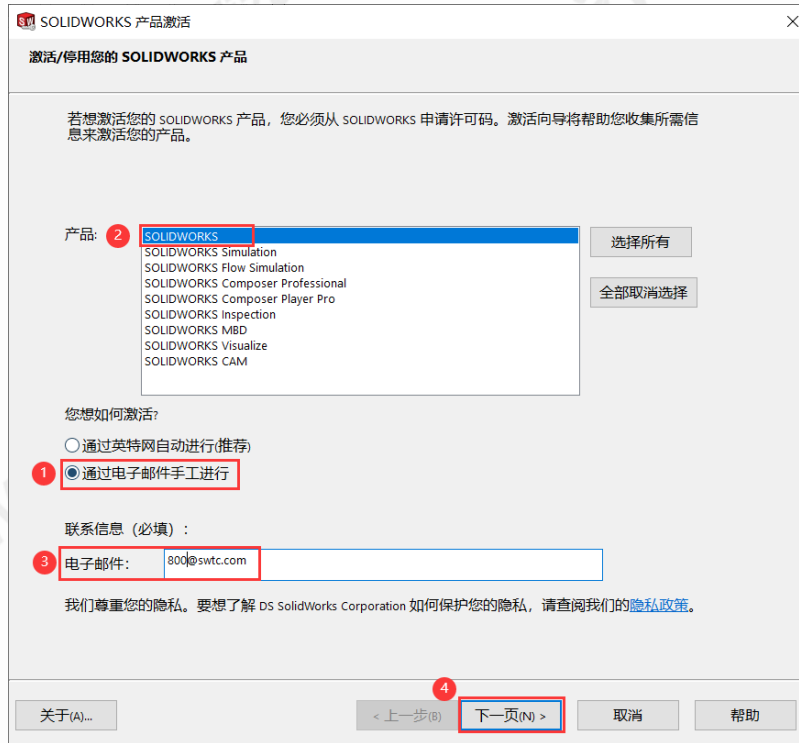 SOLIDWORKS 产品激活
激活/停用您的 SOLIDWORKS 产品
若想激活您的 SOLIDWORKS 产品，您必须从 SOLIDWORKS 申请许可码。激活向导将帮助您收集所需信
息来激活您的产品。
产品: 2 SOLIDWORKS
SOLIDWORKS Simulation
SOLIDWORKS Flow Simulation
SOLIDWORKS Composer Professional
SOLIDWORKS Composer Player Pro
SOLIDWORKS Inspection
SOLIDWORKS MBD
SOLIDWORKS Visualize
SOLIDWORKS CAM
选择所有
全部取消选择
您想如何激活?
通过英特网自动进行(推荐)
1 通过电子邮件手工进行
联系信息（必填）:
3 电子邮件: 800@swtc.com
我们尊重您的隐私。要想了解 DS SolidWorks Corporation 如何保护您的隐私，请查阅我们的隐私政策。
4
关于(A)... < 上一步(B) 下一页(N) > 取消 帮助